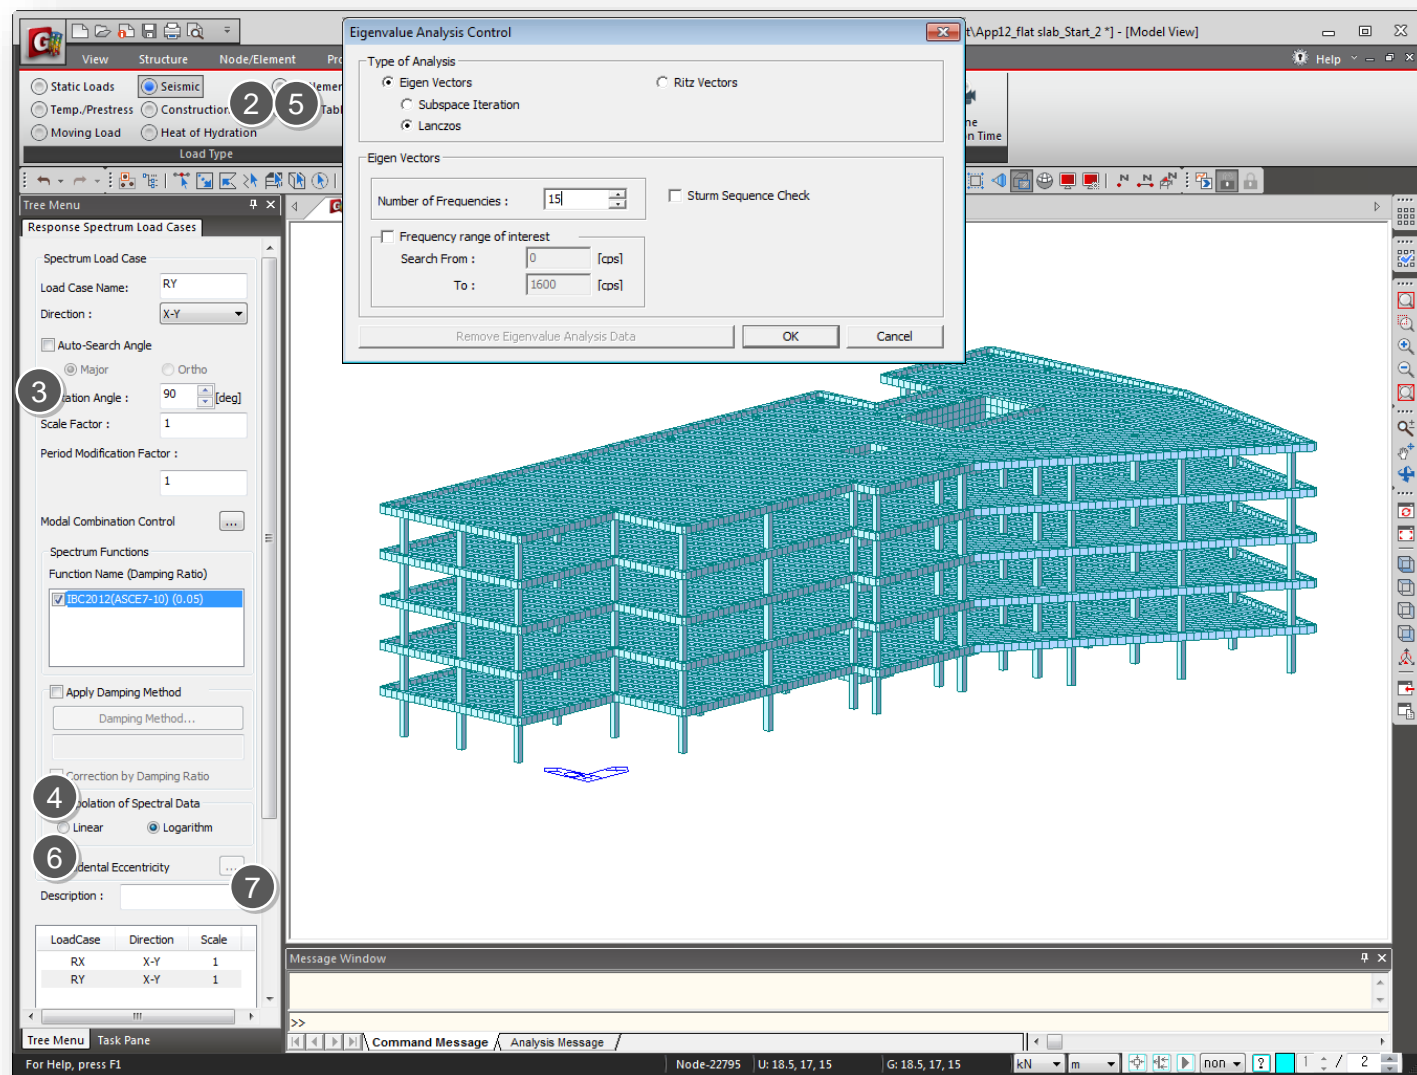 G
Eigenvalue Analysis Control
t\App12_flat slab_Start_2 *] - [Model View]
View Structure Node/Element Pr
Help
Static Loads Seismic
Temp./Prestress Construction Tabl
Moving Load Heat of Hydration
Load Type
2
5
ne
n Time
Type of Analysis
Eigen Vectors Ritz Vectors
Subspace Iteration
Lanczos
Eigen Vectors
Number of Frequencies : 15 Sturm Sequence Check
Frequency range of interest
Search From : 0 [cps]
To : 1600 [cps]
Remove Eigenvalue Analysis Data OK Cancel
Tree Menu
Response Spectrum Load Cases
Spectrum Load Case
Load Case Name: RY
Direction : X-Y
Auto-Search Angle
Major Ortho
3
tation Angle : 90 [deg]
Scale Factor : 1
Period Modification Factor :
1
Modal Combination Control ...
Spectrum Functions
Function Name (Damping Ratio)
IBC2012(ASCE7-10) (0.05)
Apply Damping Method
Damping Method...
Correction by Damping Ratio
4
polation of Spectral Data
Linear Logarithm
6
dental Eccentricity ...
7
Description :
LoadCase Direction Scale
RX X-Y 1
RY X-Y 1
Tree Menu Task Pane
Message Window
>>
Command Message Analysis Message
For Help, press F1
Node-22795 U: 18.5, 17, 15 G: 18.5, 17, 15 kN m non ? 1 / 2